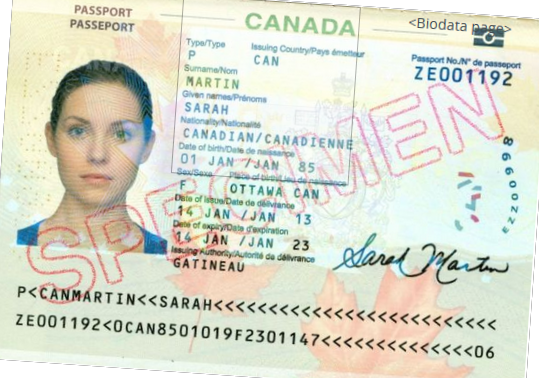 PASSPORT
PASSEPORT
CANADA
<Biodata page>
Type/Type
Issuing Country/Pays émetteur
P
CAN
Passport No./N° de passeport
ZE001192
Surname/Nom
MARTIN
Given names/Prénoms
SARAH
Nationality/Nationalité
CANADIAN/CANADIENNE
Date of birth/Date de naissance
01 JAN /JAN 85
Sex/Sexe
Place of birth/Lieu de naissance
F
OTTAWA CAN
Date of issue/Date de délivrance
14 JAN /JAN 13
Date of expiry/Date d'expiration
14 JAN /JAN 23
Issuing Authority/Autorité de délivrance
GATINEAU
Sarah Martin
SPECIMEN
P<CANMARTIN<<SARAH<<<<<<<<<<<<<<<<<<<<<<<<<<
ZE001192<0CAN8501019F2301147<<<<<<<<<<<<<<06